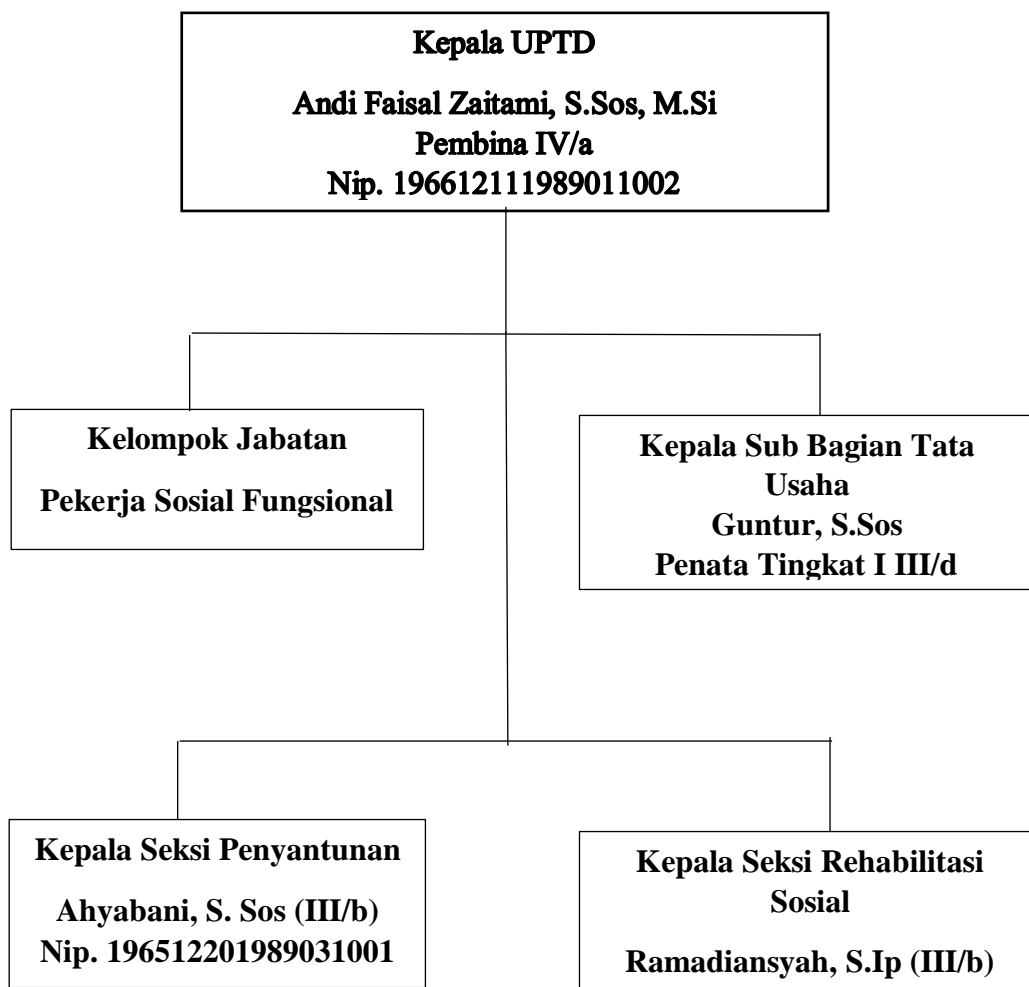 Kepala UPTD
Andi Faisal Zaitami, S.Sos, M.Si
Pembina IV/a
Nip. 196612111989011002
Kelompok Jabatan
Pekerja Sosial Fungsional
Kepala Sub Bagian Tata
Usaha
Guntur, S.Sos
Penata Tingkat I III/d
Kepala Seksi Penyantunan
Ahyabani, S. Sos (III/b)
Nip. 196512201989031001
Kepala Seksi Rehabilitasi
Sosial
Ramadiansyah, S.Ip (III/b)